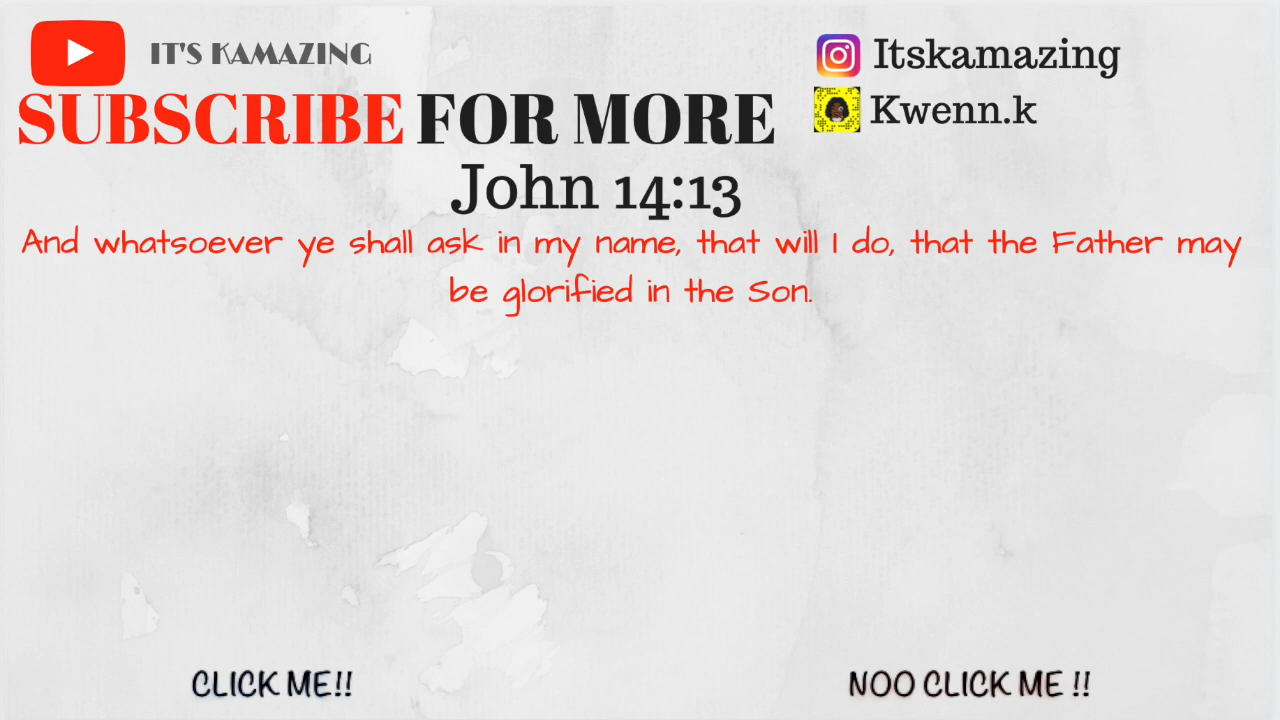 IT'S KAMAZING
Itskamazing
SUBSCRIBE FOR MORE
Kwenn.k
John 14:13
And whatsoever ye shall ask in my name, that will I do, that the Father may
be glorified in the Son.
CLICK ME!!
NOO CLICK ME !!